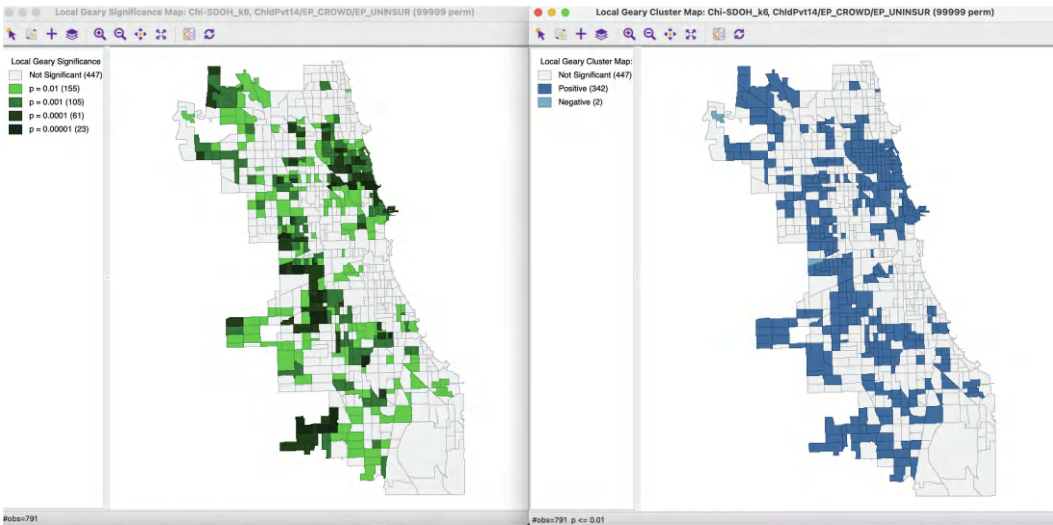 Local Geary Significance Map: Chi-SDOH_k6, ChldPvt14/EP_CROWD/EP_UNINSUR (99999 perm)
Local Geary Significance
Not Significant (447)
p = 0.01 (155)
p = 0.001 (105)
p = 0.0001 (61)
p = 0.00001 (23)
#obs=791
Local Geary Cluster Map: Chi-SDOH_k6, ChldPvt14/EP_CROWD/EP_UNINSUR (99999 perm)
Local Geary Cluster Map:
Not Significant (447)
Positive (342)
Negative (2)
#obs=791 p <= 0.01